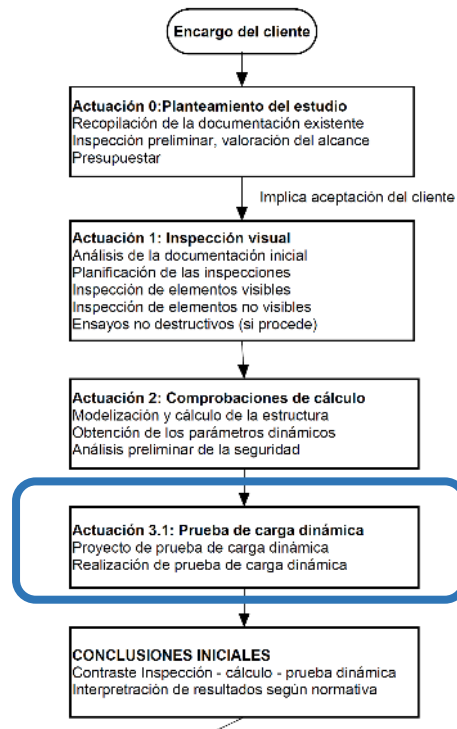 Encargo del cliente
Actuación 0:Planteamiento del estudio
Recopilación de la documentación existente
Inspección preliminar, valoración del alcance
Presupuestar
Implica aceptación del cliente
Actuación 1: Inspección visual
Análisis de la documentación inicial
Planificación de las inspecciones
Inspección de elementos visibles
Inspección de elementos no visibles
Ensayos no destructivos (si procede)
Actuación 2: Comprobaciones de cálculo
Modelización y cálculo de la estructura
Obtención de los parámetros dinámicos
Análisis preliminar de la seguridad
Actuación 3.1: Prueba de carga dinámica
Proyecto de prueba de carga dinámica
Realización de prueba de carga dinámica
CONCLUSIONES INICIALES
Contraste Inspección - cálculo - prueba dinámica
Interpretación de resultados según normativa